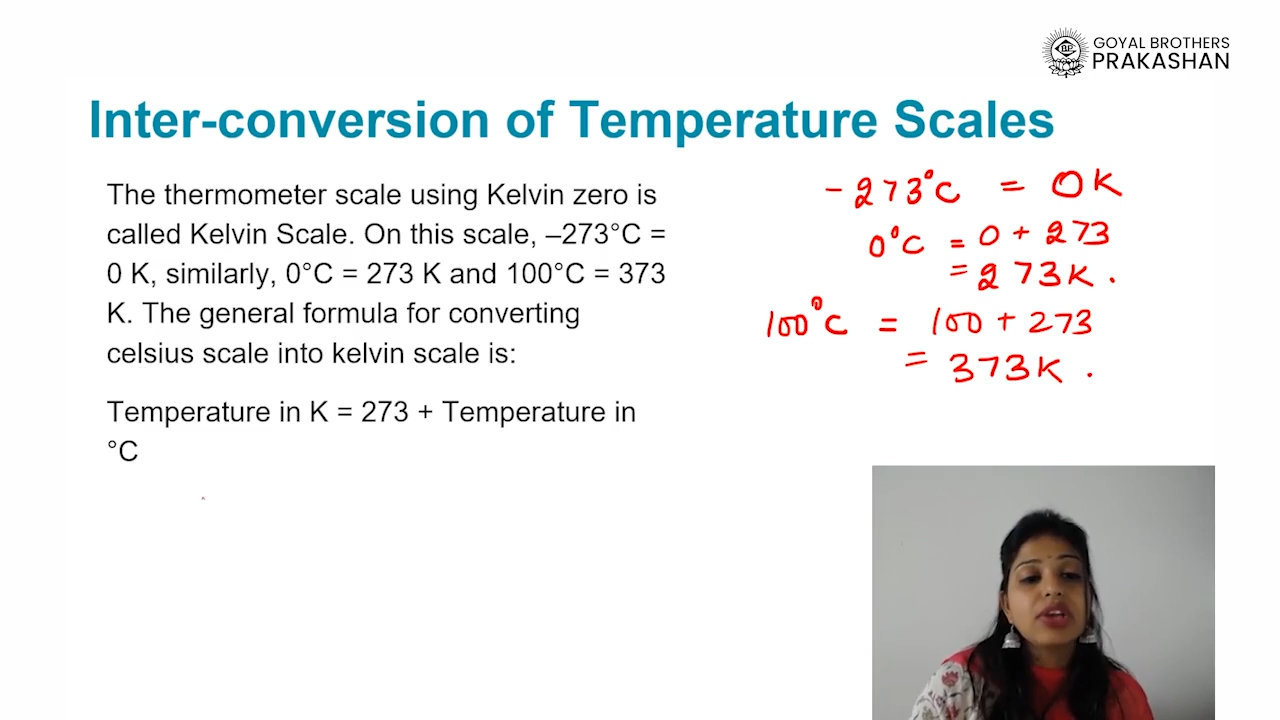 GOYAL BROTHERS
PRAKASHAN
Inter-conversion of Temperature Scales
The thermometer scale using Kelvin zero is
called Kelvin Scale. On this scale, –273°C =
0 K, similarly, 0°C = 273 K and 100°C = 373
K. The general formula for converting
celsius scale into kelvin scale is:
Temperature in K = 273 + Temperature in
°C
- 273°C = 0K
0°C = 0 + 273
= 273K.
100°C = 100 + 273
= 373K.